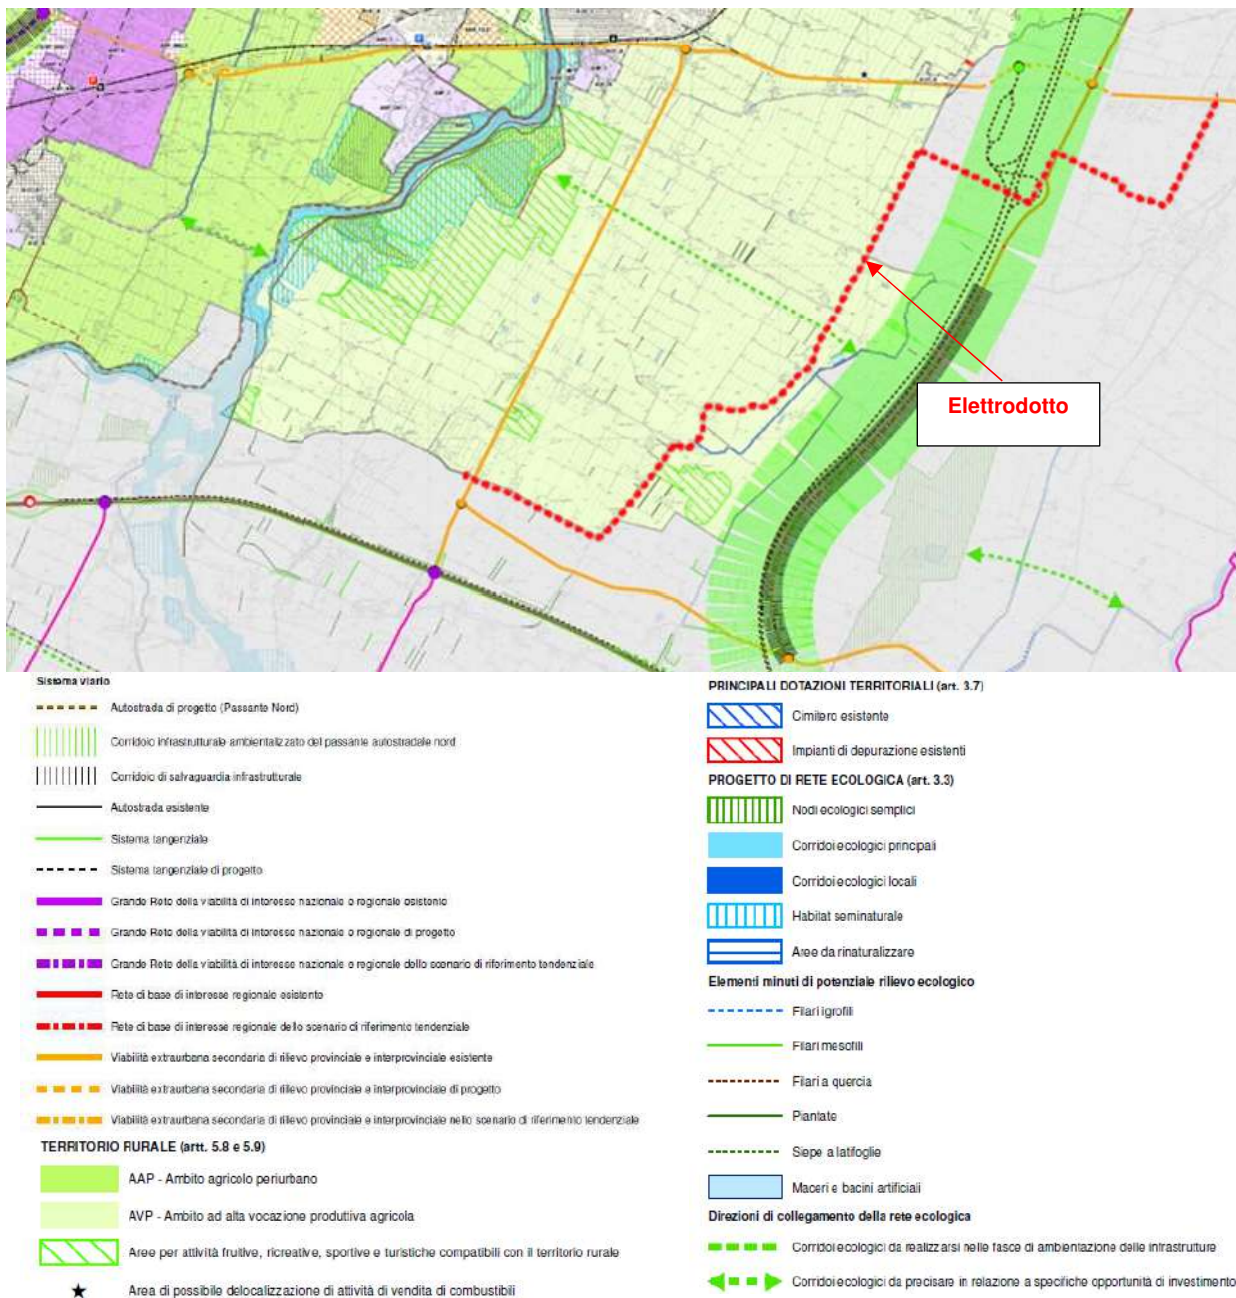 Elettrodotto
Sistema viario
Autostrada di progetto (Passante Nord)
Corridoio infrastrutturale ambientalizzato del passante autostradale nord
Corridoio di salvaguardia infrastrutturale
Autostrada esistente
Sistema tangenziale
Sistema tangenziale di progetto
Grande Rete della viabilità di interesse nazionale o regionale esistente
Grande Rete della viabilità di interesse nazionale o regionale di progetto
Grande Rete della viabilità di interesse nazionale o regionale dello scenario di riferimento tendenziale
Rete di base di interesse regionale esistente
Rete di base di interesse regionale dello scenario di riferimento tendenziale
Viabilità extraurbana secondaria di rilievo provinciale e interprovinciale esistente
Viabilità extraurbana secondaria di rilievo provinciale e interprovinciale di progetto
Viabilità extraurbana secondaria di rilievo provinciale e interprovinciale nello scenario di riferimento tendenziale
TERRITORIO RURALE (artt. 5.8 e 5.9)
AAP - Ambito agricolo periurbano
AVP - Ambito ad alta vocazione produttiva agricola
Aree per attività fruitive, ricreative, sportive e turistiche compatibili con il territorio rurale
Area di possibile delocalizzazione di attività di vendita di combustibili
PRINCIPALI DOTAZIONI TERRITORIALI (art. 3.7)
Cimitero esistente
Impianti di depurazione esistenti
PROGETTO DI RETE ECOLOGICA (art. 3.3)
Nodi ecologici semplici
Corridoi ecologici principali
Corridoi ecologici locali
Habitat seminaturale
Aree da rinaturalizzare
Elementi minuti di potenziale rilievo ecologico
Filari igrofili
Filari mesofili
Filari a quercia
Piantate
Siepe a latifoglie
Maceri e bacini artificiali
Direzioni di collegamento della rete ecologica
Corridoi ecologici da realizzarsi nelle fasce di ambientazione delle infrastrutture
Corridoi ecologici da precisare in relazione a specifiche opportunità di investimento